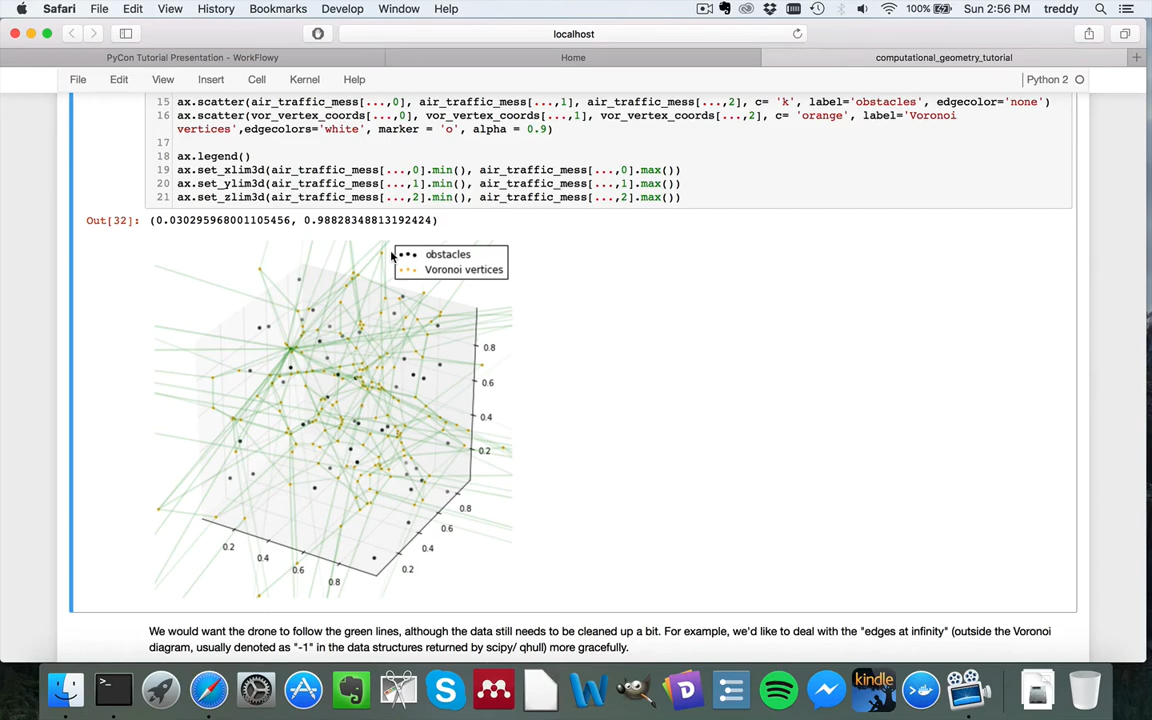 Safari File Edit View History Bookmarks Develop Window Help 100% Sun 2:56 PM treddy
localhost
PyCon Tutorial Presentation - WorkFlowy Home computational_geometry_tutorial
File Edit View Insert Cell Kernel Help Python 2
15 ax.scatter(air_traffic_mess[...,0], air_traffic_mess[...,1], air_traffic_mess[...,2], c= 'k', label='obstacles', edgecolor='none')
16 ax.scatter(vor_vertex_coords[...,0], vor_vertex_coords[...,1], vor_vertex_coords[...,2], c= 'orange', label='Voronoi
vertices',edgecolors='white', marker = 'o', alpha = 0.9)
17
18 ax.legend()
19 ax.set_xlim3d(air_traffic_mess[...,0].min(), air_traffic_mess[...,0].max())
20 ax.set_ylim3d(air_traffic_mess[...,1].min(), air_traffic_mess[...,1].max())
21 ax.set_zlim3d(air_traffic_mess[...,2].min(), air_traffic_mess[...,2].max())
Out[32]: (0.030295968001105456, 0.98828348813192424)
obstacles
Voronoi vertices
0.8
0.6
0.4
0.2
0.8
0.6
0.4
0.2
0.2
0.4
0.6
0.8
We would want the drone to follow the green lines, although the data still needs to be cleaned up a bit. For example, we'd like to deal with the "edges at infinity" (outside the Voronoi
diagram, usually denoted as "-1" in the data structures returned by scipy/ qhull) more gracefully.
kindle